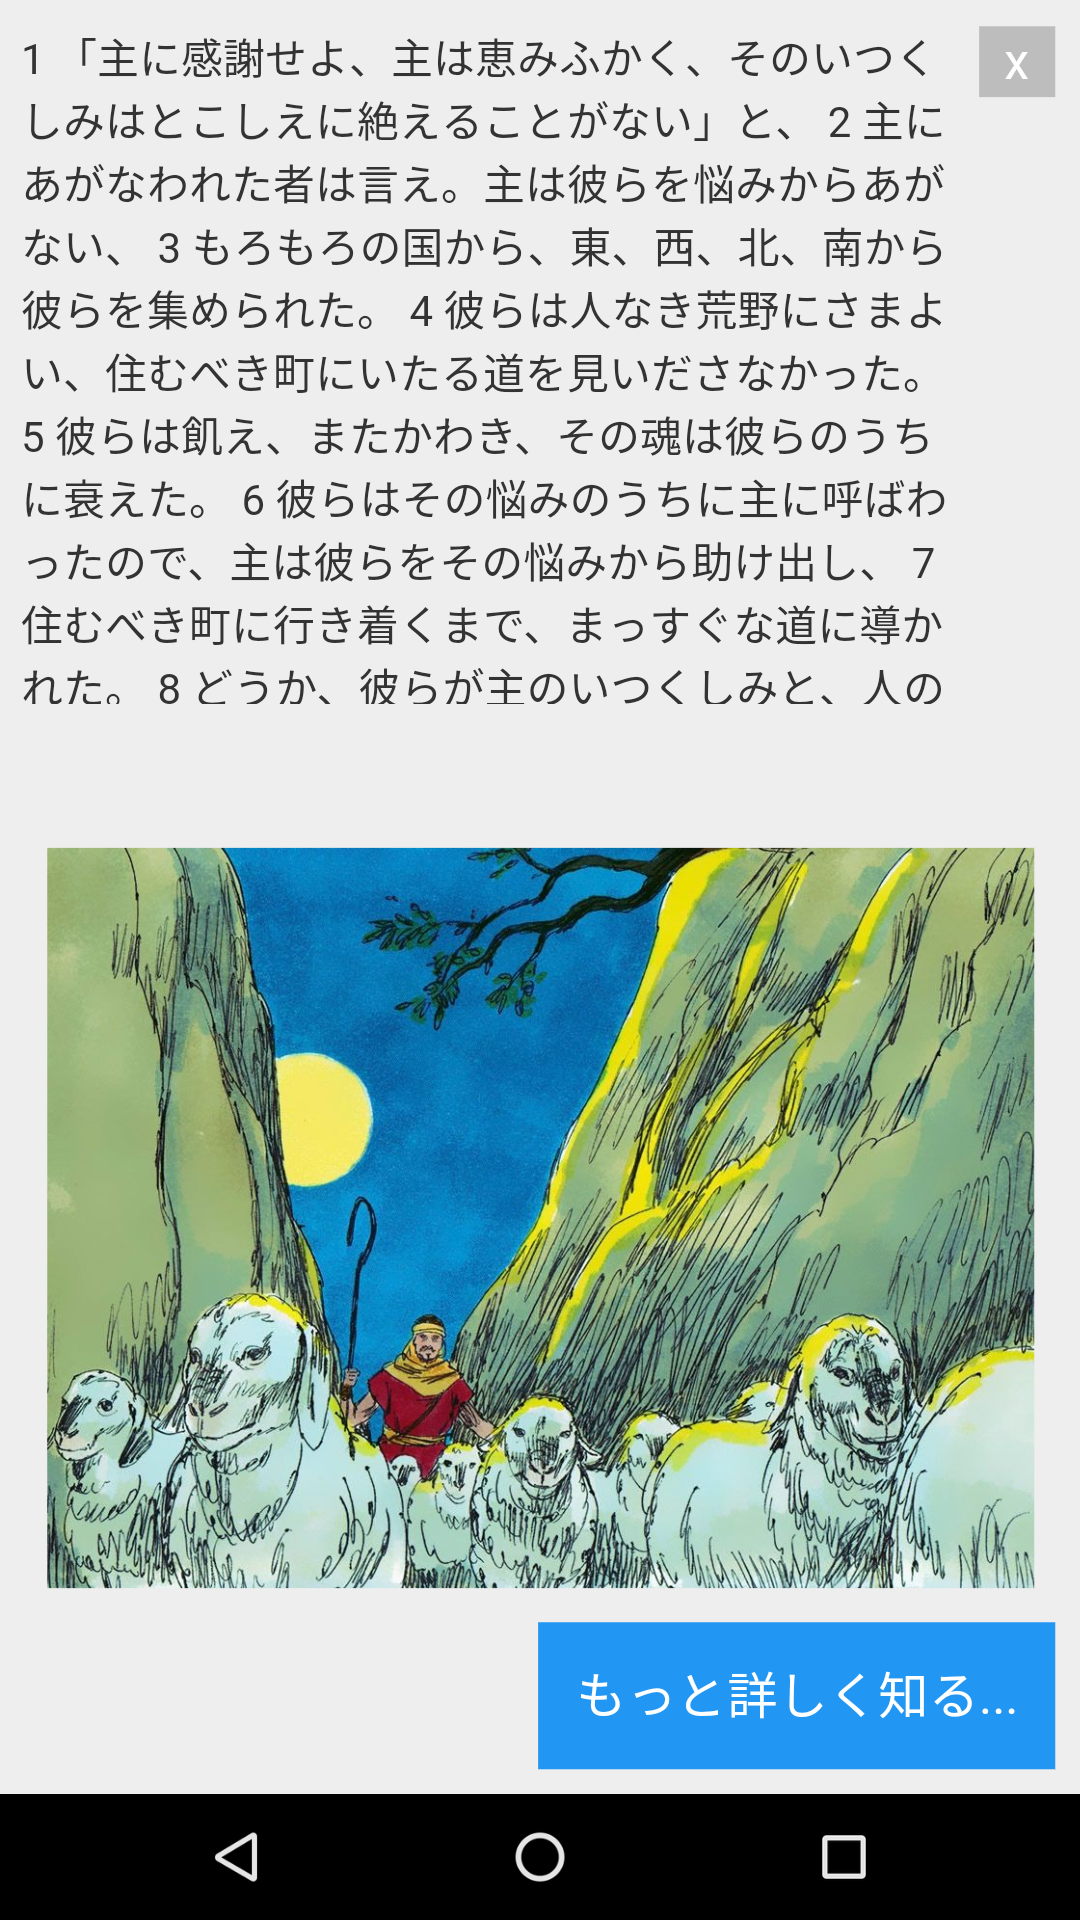 1 「主に感謝せよ、主は恵みふかく、そのいつく
しみはとこしえに絶えることがない」と、 2 主に
あがなわれた者は言え。主は彼らを悩みからあが
ない、 3 もろもろの国から、東、西、北、南から
彼らを集められた。 4 彼らは人なき荒野にさまよ
い、住むべき町にいたる道を見いださなかった。
5 彼らは飢え、またかわき、その魂は彼らのうち
に衰えた。 6 彼らはその悩みのうちに主に呼ばわ
ったので、主は彼らをその悩みから助け出し、 7
住むべき町に行き着くまで、まっすぐな道に導か
れた。 8 どうか、彼らが主のいつくしみと、人の
X
もっと詳しく知る...